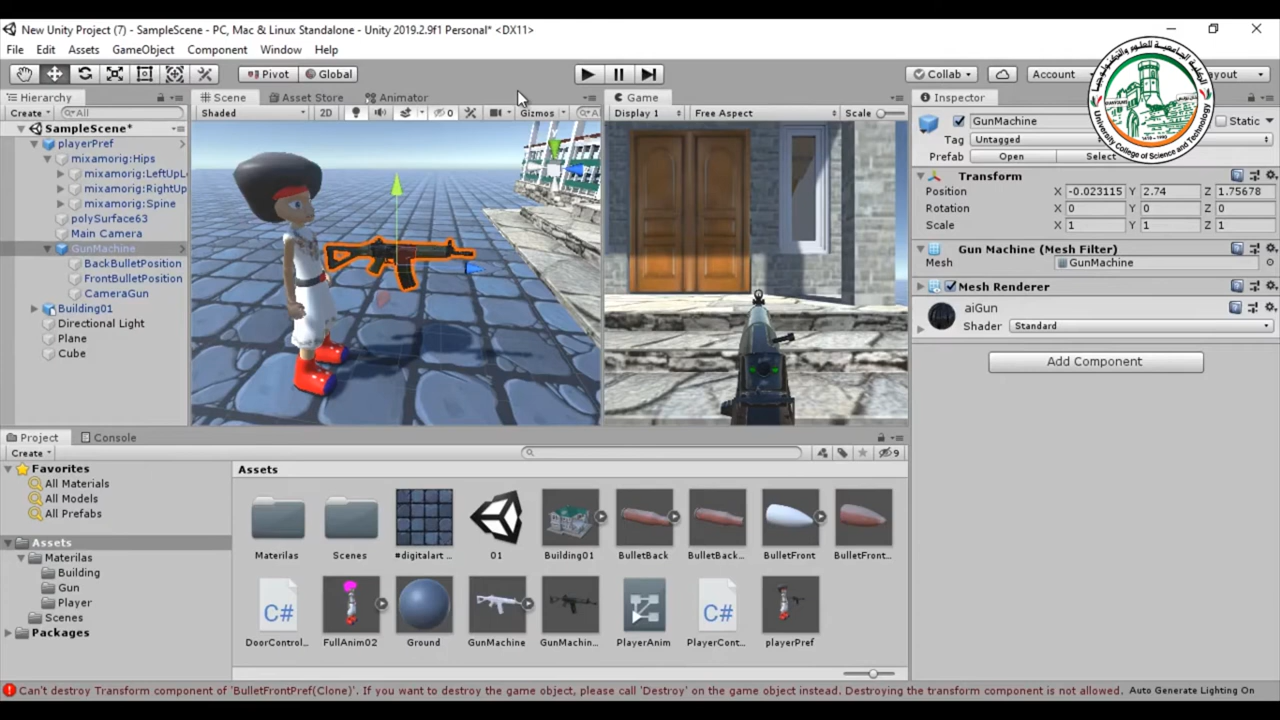 New Unity Project (7) - SampleScene - PC, Mac & Linux Standalone - Unity 2019.2.9f1 Personal* <DX11>
File Edit Assets GameObject Component Window Help
Pivot Global Collab Account
Hierarchy Scene Asset Store Animator Game Inspector
Create All Shaded 2D 0 Gizmos Display 1 Free Aspect Scale
SampleScene*
playerPref
mixamorig:Hips
mixamorig:LeftUpL
mixamorig:RightUp
mixamorig:Spine
polySurface63
Main Camera
GunMachine
BackBulletPosition
FrontBulletPosition
CameraGun
Building01
Directional Light
Plane
Cube
GunMachine Static
Tag Untagged
Prefab Open Select
Transform
Position X -0.023115 Y 2.74 Z 1.75678
Rotation X 0 Y 0 Z 0
Scale X 1 Y 1 Z 1
Gun Machine (Mesh Filter)
Mesh GunMachine
Mesh Renderer
aiGun
Shader Standard
Add Component
University College of Science and Technology
Project Console
Create 9
Favorites
All Materials
All Models
All Prefabs
Assets
Materilas
Building
Gun
Player
Scenes
Packages
Assets
Materilas Scenes #digitalart ... 01 Building01 BulletBack BulletBack... BulletFront BulletFront...
DoorControl... FullAnim02 Ground GunMachine GunMachin... PlayerAnim PlayerCont... playerPref
Can't destroy Transform component of 'BulletFrontPref(Clone)'. If you want to destroy the game object, please call 'Destroy' on the game object instead. Destroying the transform component is not allowed. Auto Generate Lighting On